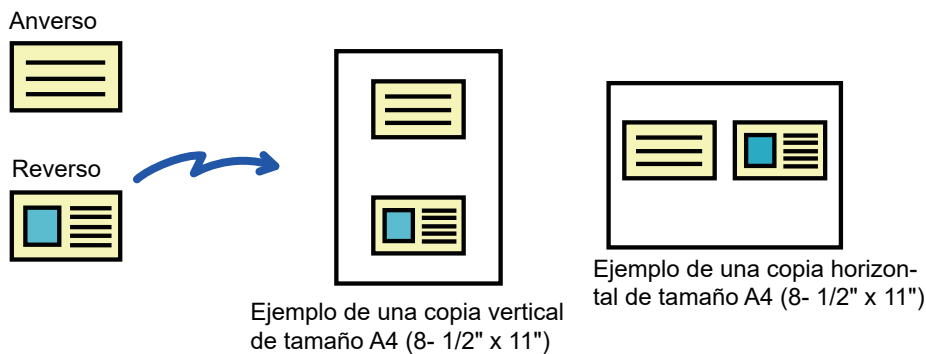 Anverso
Reverso
Ejemplo de una copia vertical
de tamaño A4 (8- 1/2" x 11")
Ejemplo de una copia horizon-
tal de tamaño A4 (8- 1/2" x 11")